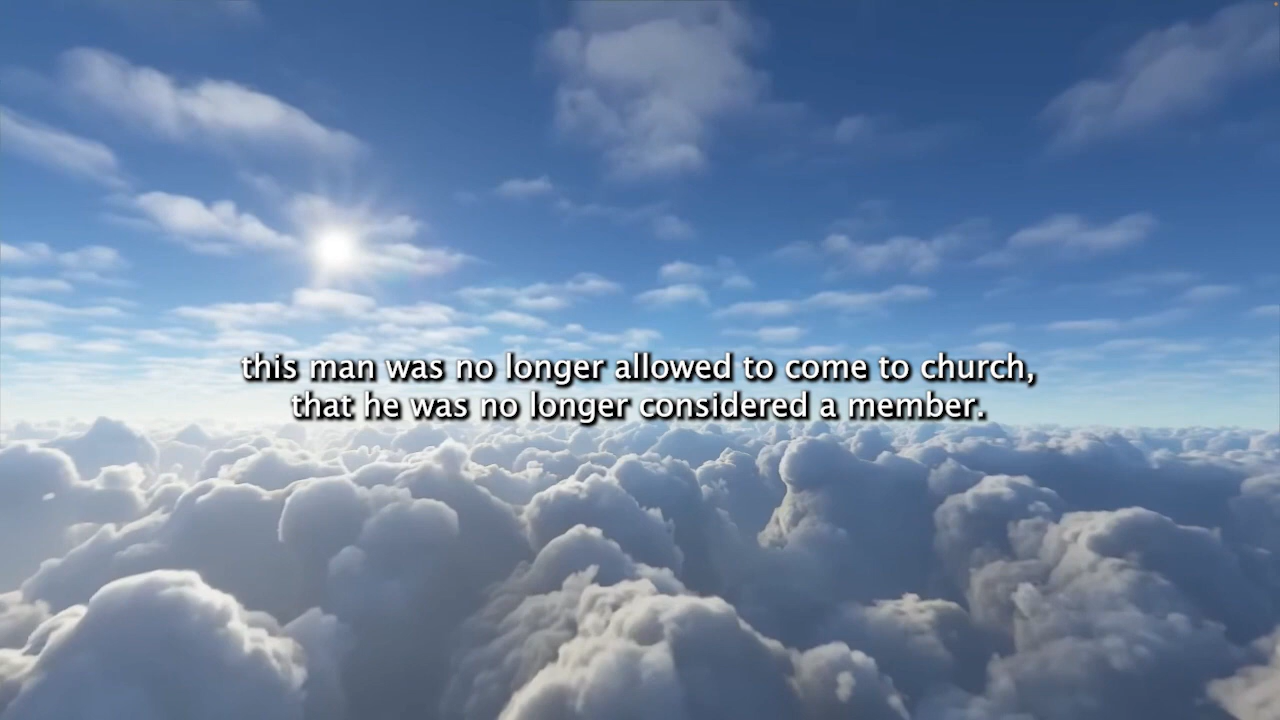 this man was no longer allowed to come to church,
that he was no longer considered a member.